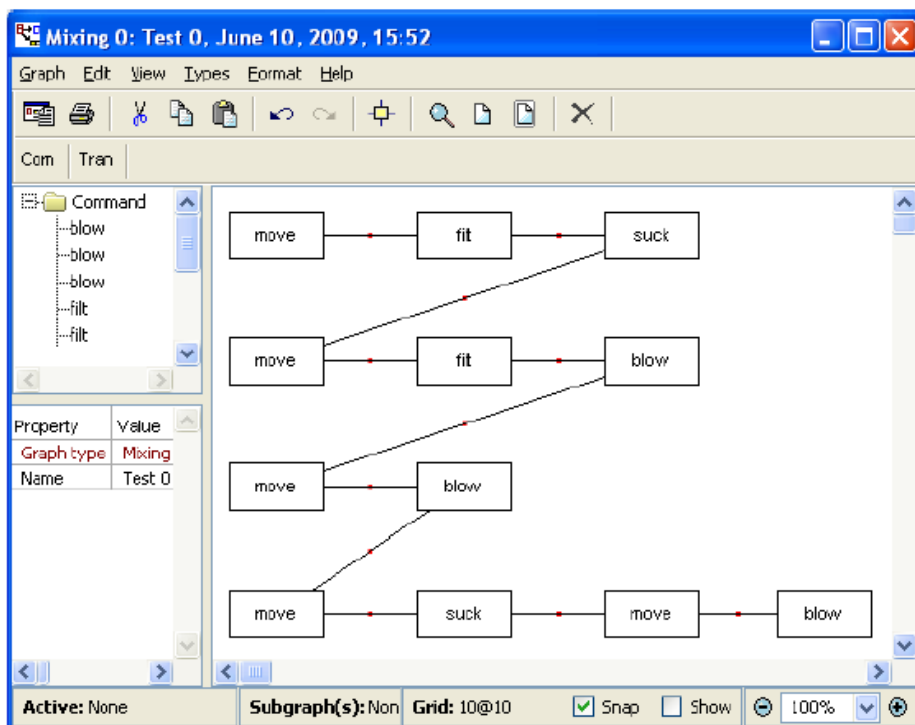 Mixing 0: Test 0, June 10, 2009, 15:52
Graph Edit View Types Format Help
Com Tran
Command
blow
blow
blow
filt
filt
Property Value
Graph type Mixing
Name Test 0
move fit suck
move fit blow
move blow
move suck move blow
Active: None Subgraph(s): Non Grid: 10@10 Snap Show 100%